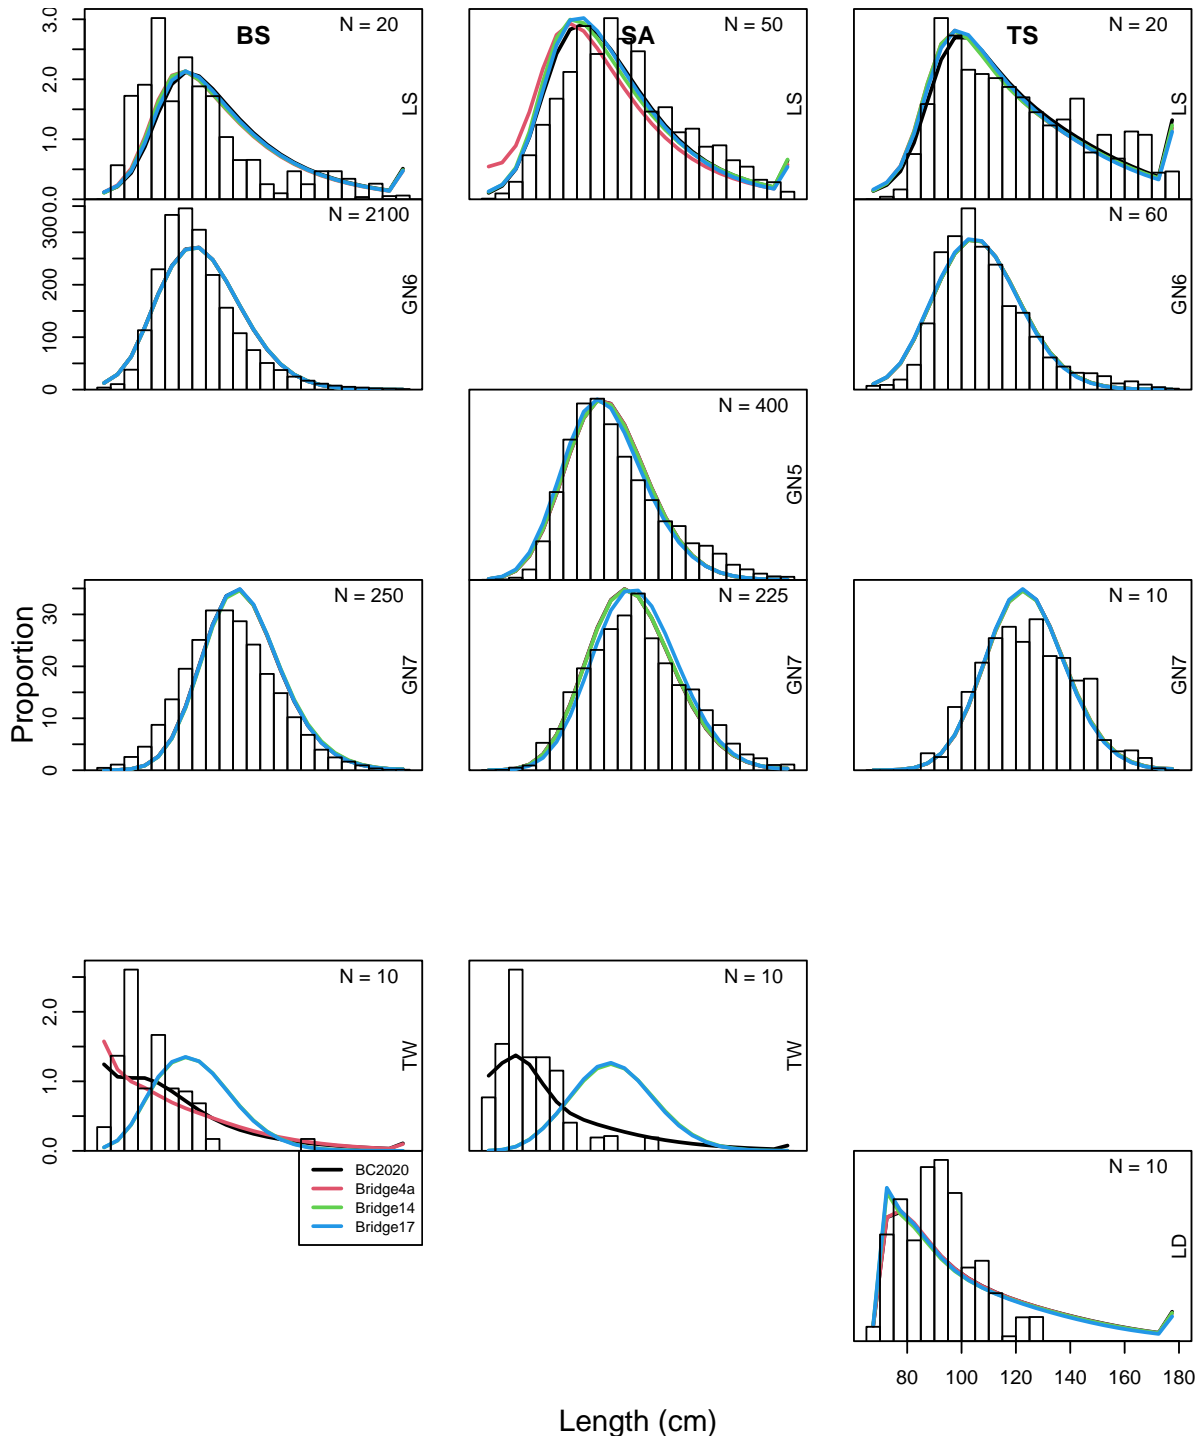 BS
N = 20
LS
0.0
1.0
2.0
3.0
SA
N = 50
LS
TS
N = 20
LS
N = 2100
GN6
0
100
300
N = 60
GN6
N = 400
GN5
Proportion
N = 250
GN7
0
10
20
30
N = 225
GN7
N = 10
GN7
N = 10
TW
0.0
1.0
2.0
N = 10
TW
BC2020
Bridge4a
Bridge14
Bridge17
N = 10
LD
80 100 120 140 160 180
Length (cm)